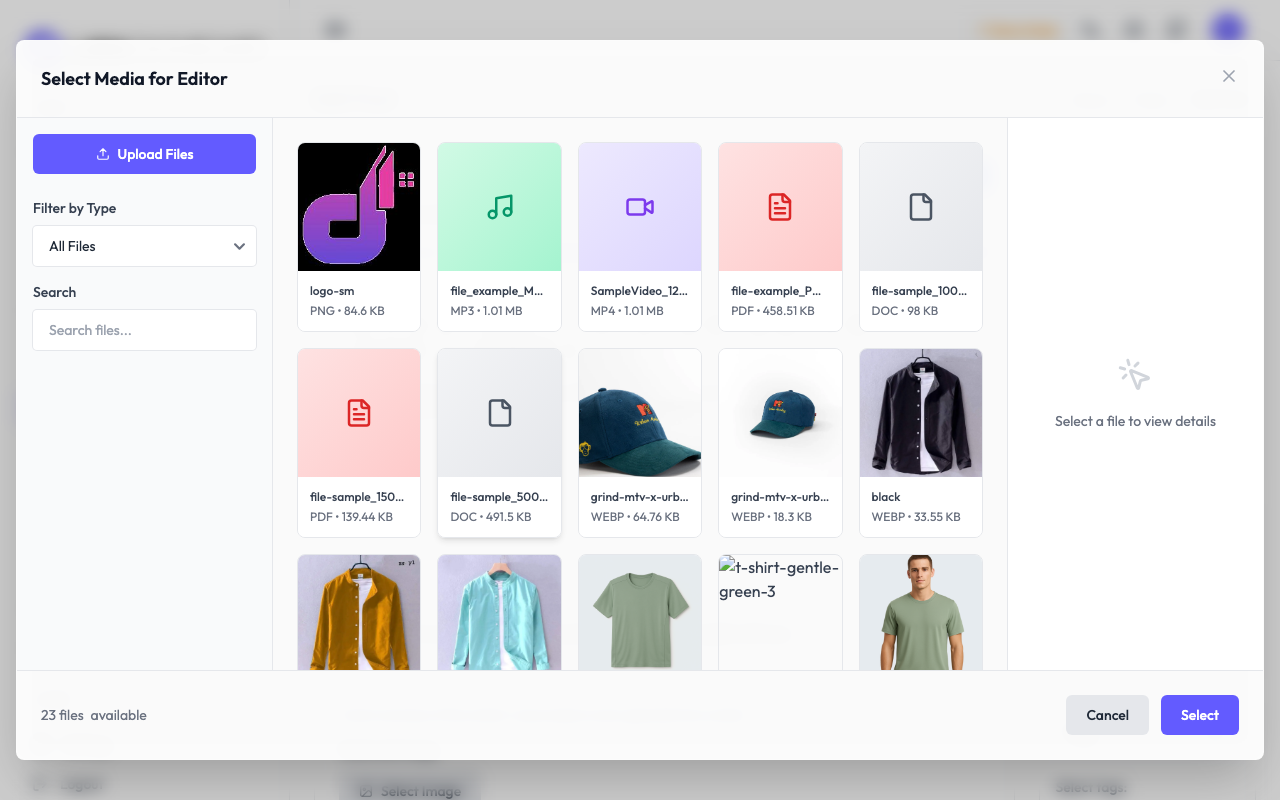 Select Media for Editor
Upload Files
Filter by Type
All Files
Search
Search files...
logo-sm
PNG • 84.6 KB
file_example_M...
MP3 • 1.01 MB
SampleVideo_12...
MP4 • 1.01 MB
file-example_P...
PDF • 458.51 KB
file-sample_100...
DOC • 98 KB
file-sample_150...
PDF • 139.44 KB
file-sample_500...
DOC • 491.5 KB
grind-mtv-x-urb...
WEBP • 64.76 KB
grind-mtv-x-urb...
WEBP • 18.3 KB
black
WEBP • 33.55 KB
t-shirt-gentle-
green-3
Select a file to view details
23 files available
Cancel
Select
Select Image
Select tags.